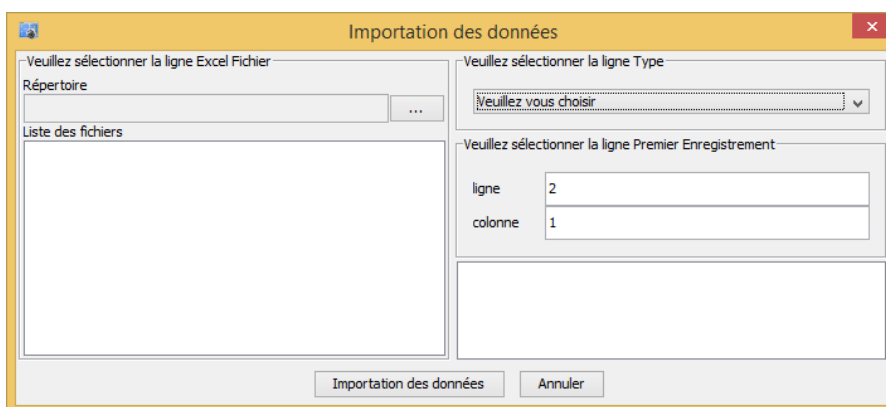 Importation des données
Veuillez sélectionner la ligne Excel Fichier
Répertoire
...
Liste des fichiers
Veuillez sélectionner la ligne Type
Veuillez vous choisir
Veuillez sélectionner la ligne Premier Enregistrement
ligne 2
colonne 1
Importation des données Annuler